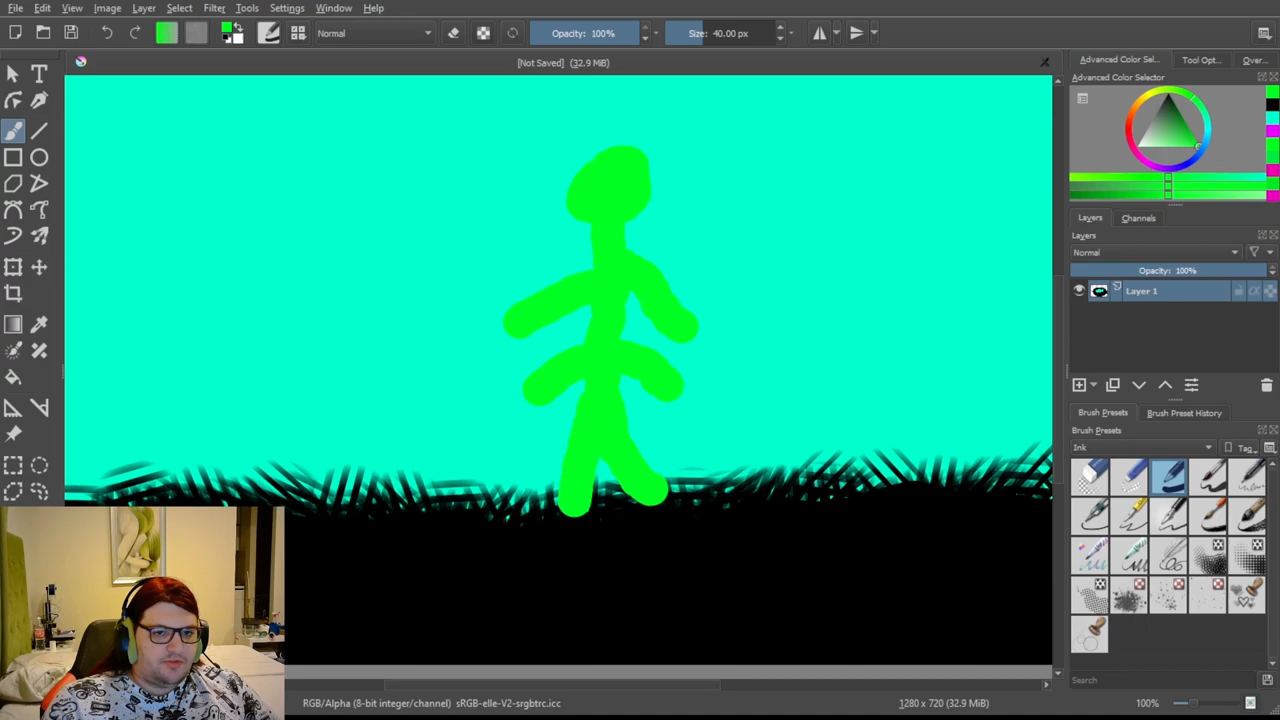 File Edit View Image Layer Select Filter Tools Settings Window Help
Normal
Opacity: 100%
Size: 40.00 px
[Not Saved] (32.9 MiB)
Advanced Color Sel...
Tool Opt...
Over...
Advanced Color Selector
Layers
Channels
Layers
Normal
Opacity: 100%
Layer 1
Brush Presets
Brush Preset History
Brush Presets
Ink
Tag
Search
RGB/Alpha (8-bit integer/channel) sRGB-elle-V2-srgbtrc.icc
1280 x 720 (32.9 MiB)
100%